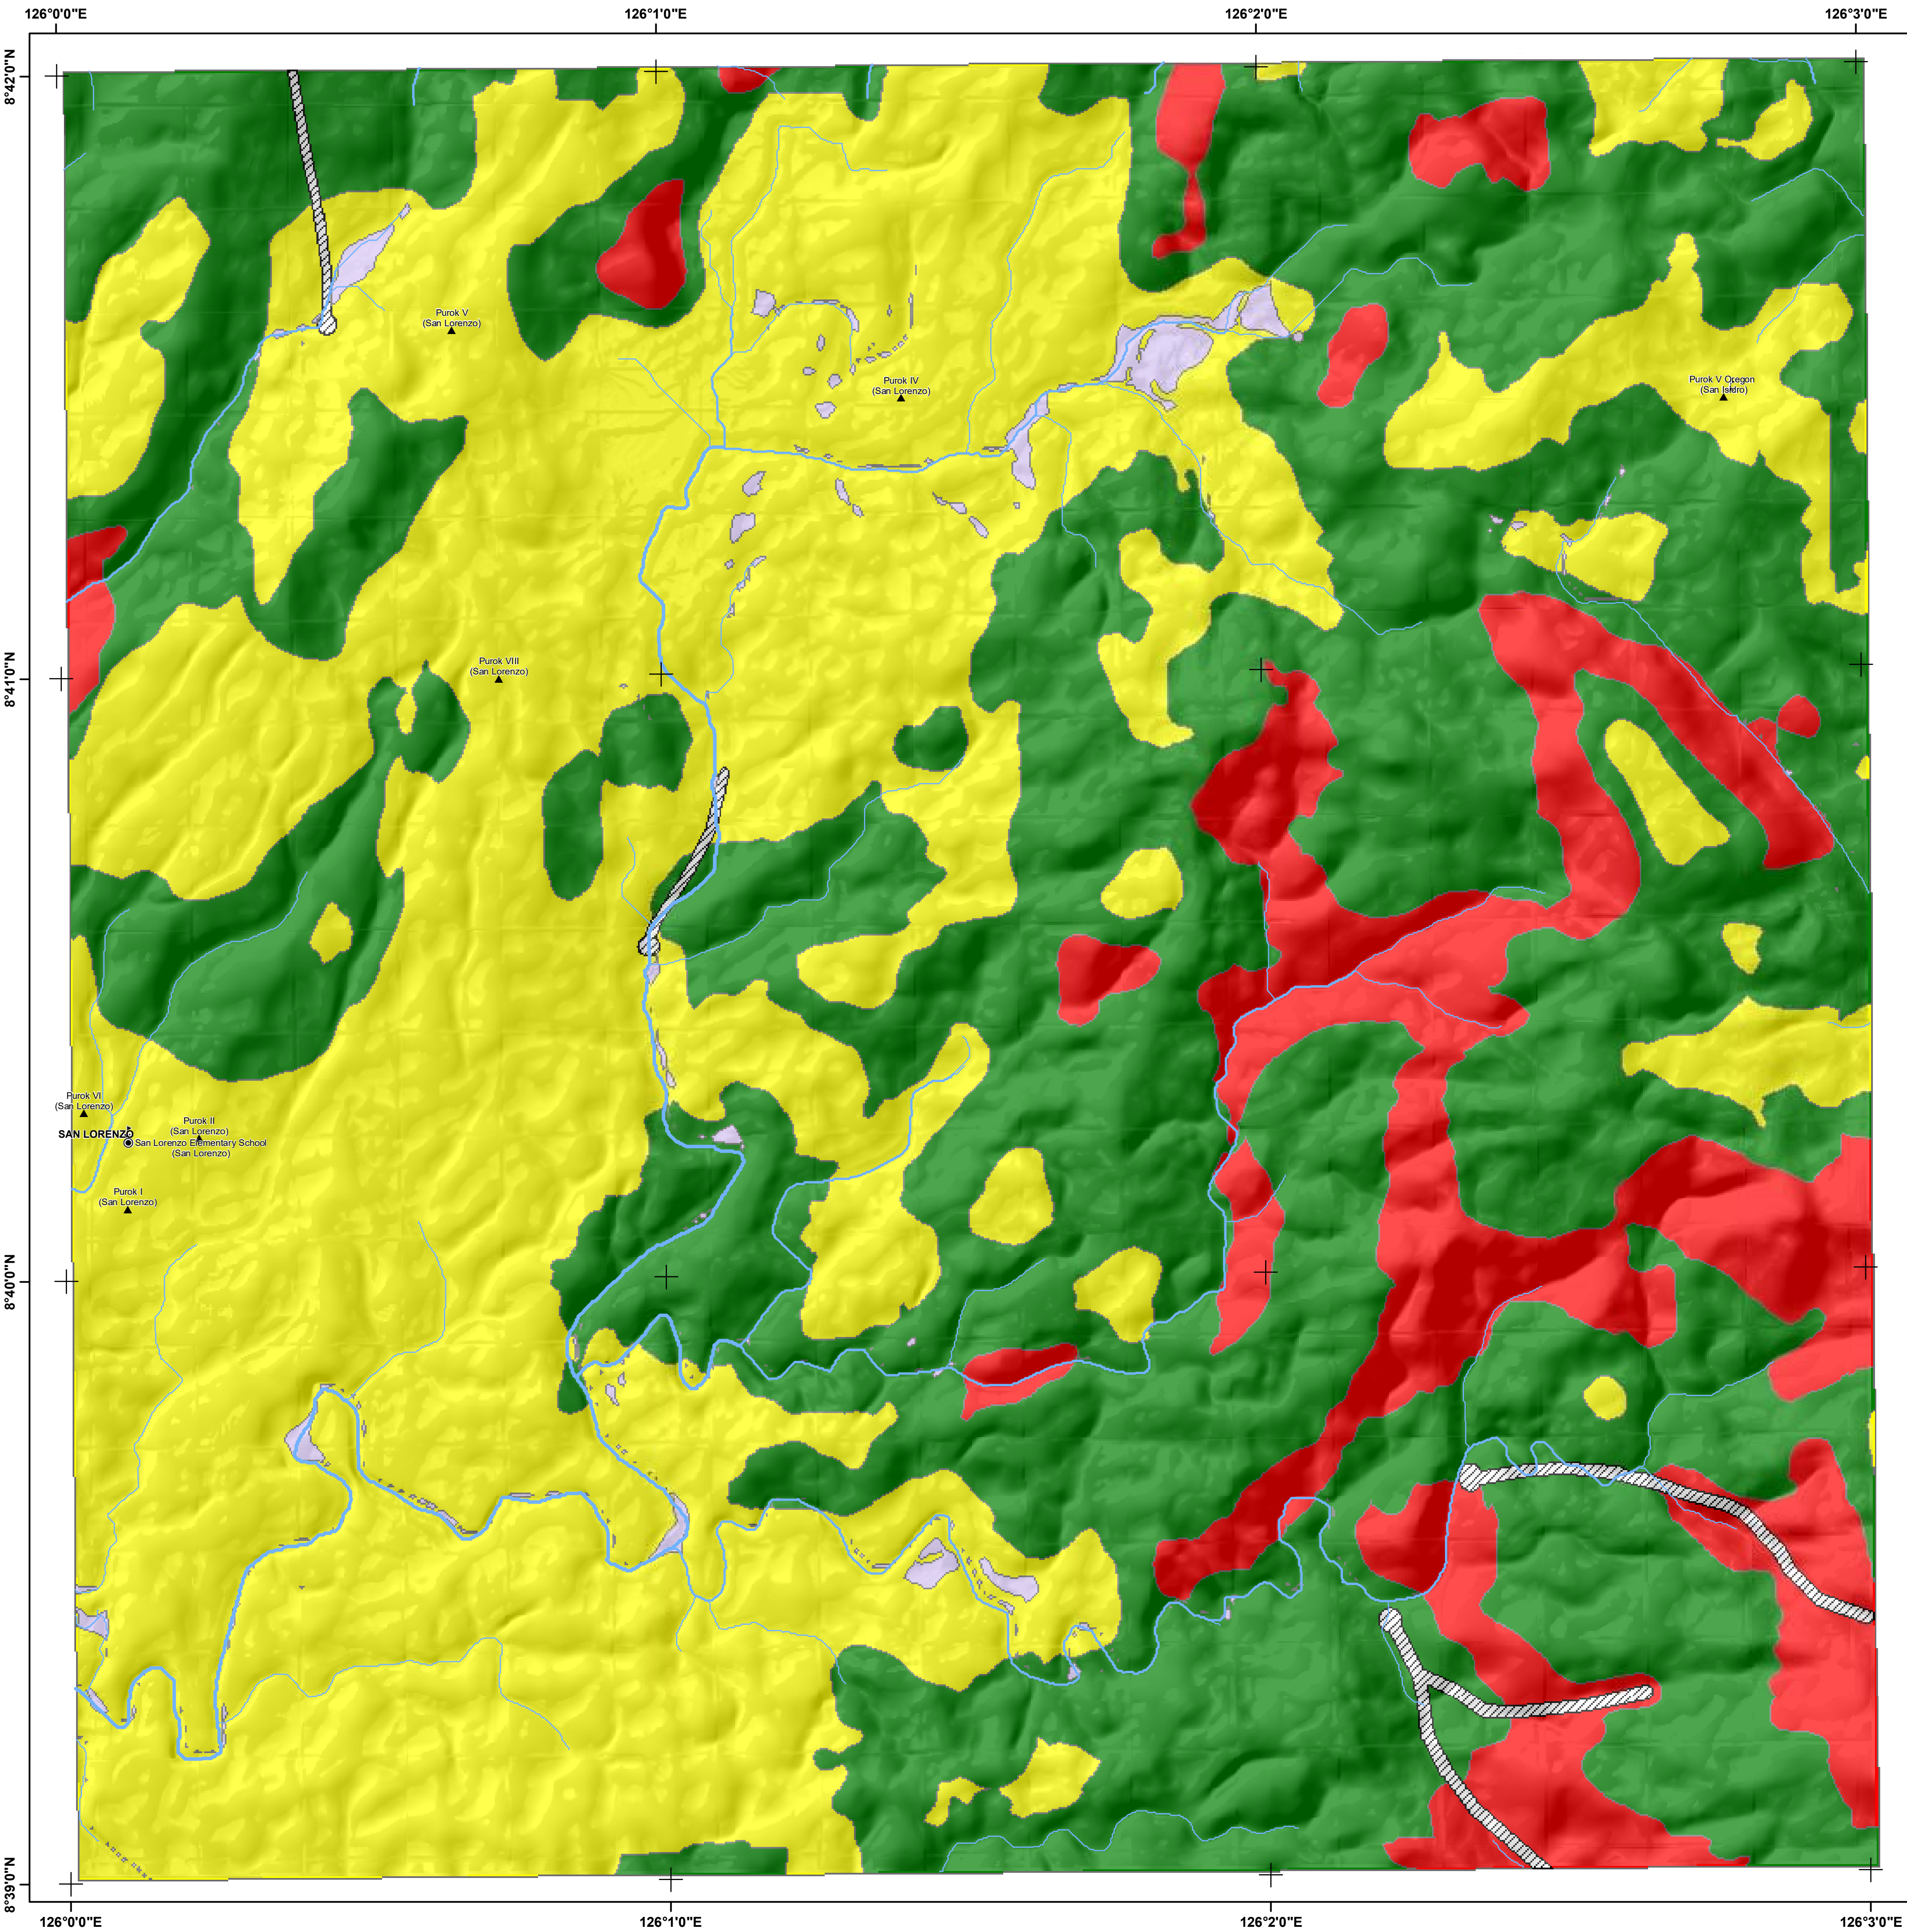 126°0'0"E
126°1'0"E
126°2'0"E
126°3'0"E
8°42'0"N
Purok V
(San Lorenzo)
Purok IV
(San Lorenzo)
Purok V Oregon
(San Isidro)
8°41'0"N
Purok VIII
(San Lorenzo)
Purok VI
(San Lorenzo)
SAN LORENZO
Purok II
(San Lorenzo)
San Lorenzo Elementary School
(San Lorenzo)
Purok I
(San Lorenzo)
8°40'0"N
8°39'0"N
126°0'0"E
126°1'0"E
126°2'0"E
126°3'0"E